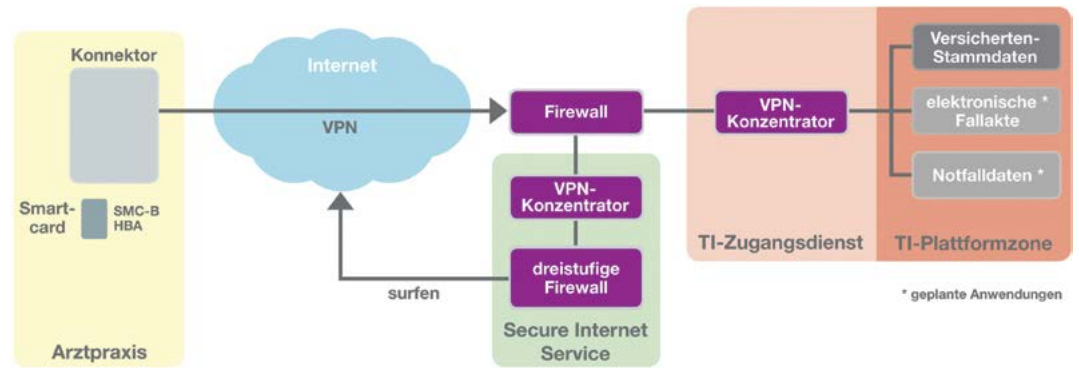 Konnektor
Smart-
card
SMC-B
HBA
Arztpraxis
Internet
VPN
surfen
Firewall
VPN-
Konzentrator
dreistufige
Firewall
Secure Internet
Service
VPN-
Konzentrator
TI-Zugangsdienst
Versicherten-
Stammdaten
elektronische *
Fallakte
Notfalldaten *
TI-Plattformzone
* geplante Anwendungen